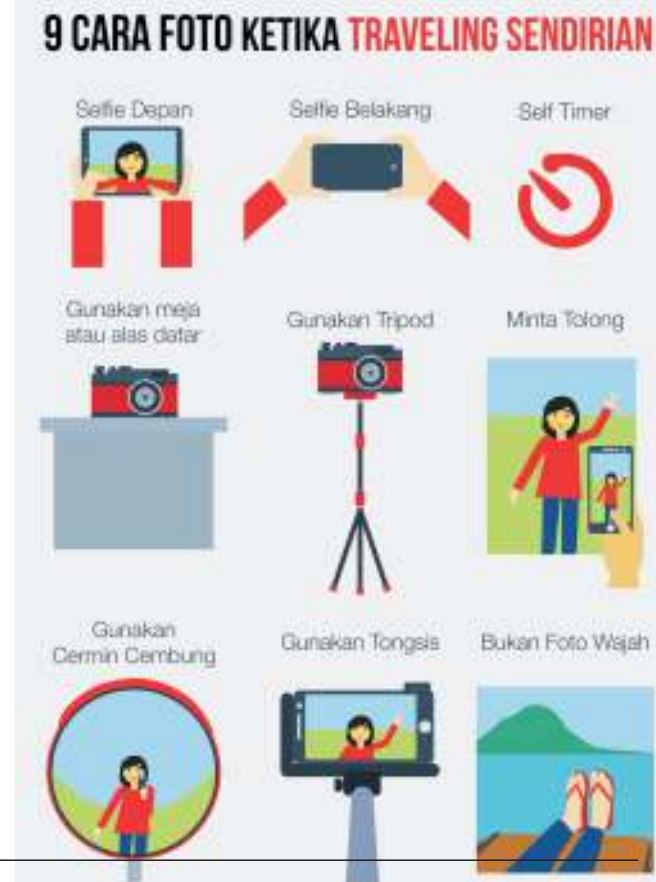 9 CARA FOTO KETIKA TRAVELING SENDIRIAN
Selfie Depan
Selfie Belakang
Self Timer
Gunakan meja
atau alas datar
Gunakan Tripod
Minta Tolong
Gunakan
Cermin Cembung
Gunakan Tongsis
Bukan Foto Wajah